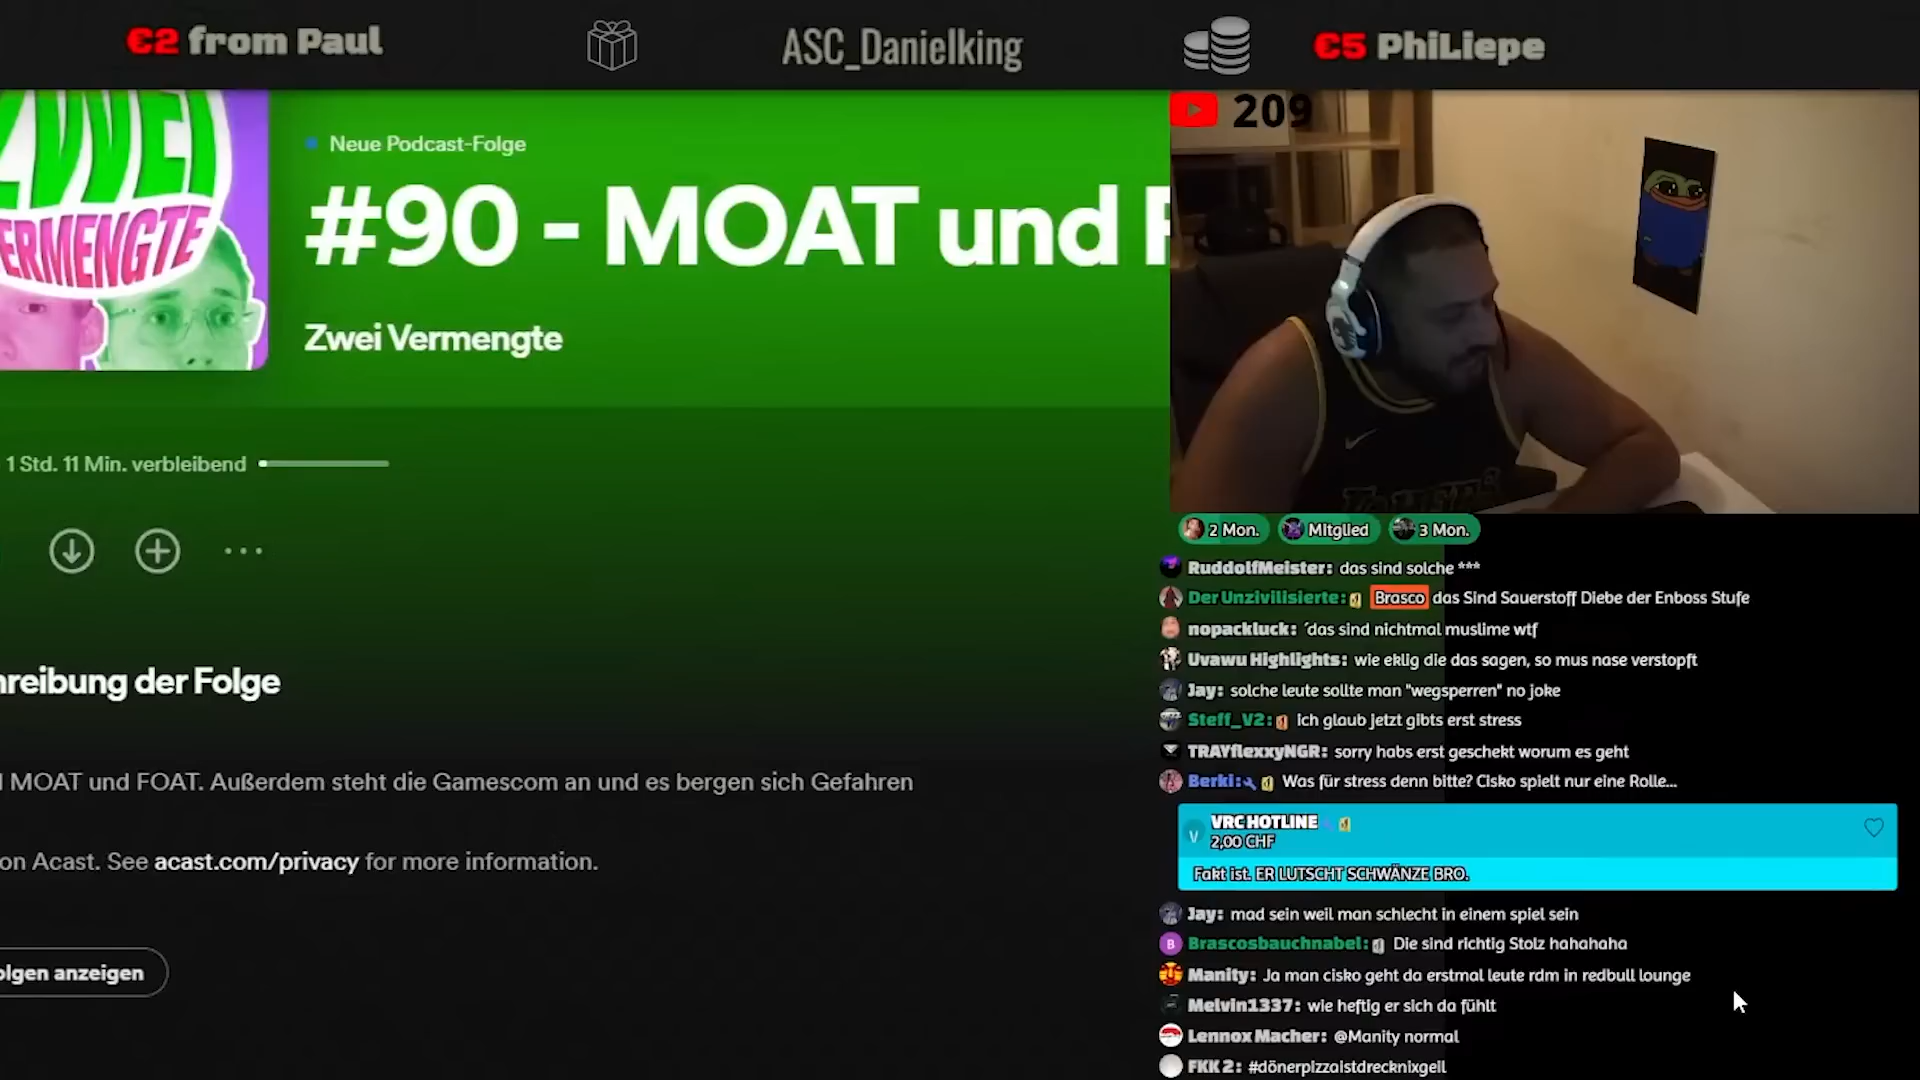 €2 from Paul
ASC_Danielking
€5 PhiLiepe
209
ZWEI
ERMENGTE
Neue Podcast-Folge
#90 - MOAT und F
Zwei Vermengte
1 Std. 11 Min. verbleibend
hreibung der Folge
MOAT und FOAT. Außerdem steht die Gamescom an und es bergen sich Gefahren
on Acast. See acast.com/privacy for more information.
olgen anzeigen
2 Mon. Mitglied 3 Mon.
RuddolfMeister: das sind solche ***
Der Unzivilisierte: Brasco das Sind Sauerstoff Diebe der Enboss Stufe
nopackluck: ´das sind nichtmal muslime wtf
Uvawu Highlights: wie eklig die das sagen, so mus nase verstopft
Jay: solche leute sollte man "wegsperren" no joke
Steff_V2: ich glaub jetzt gibts erst stress
TRAYflexxyNGR: sorry habs erst gescheckt worum es geht
Berki: Was für stress denn bitte? Cisko spielt nur eine Rolle...
V
VRC HOTLINE
2,00 CHF
Fakt ist. ER LUTSCHT SCHWÄNZE BRO.
Jay: mad sein weil man schlecht in einem spiel sein
B Brascosbauchnabel: Die sind richtig Stolz hahahaha
Manity: Ja man cisko geht da erstmal leute rdm in redbull lounge
Melvin1337: wie heftig er sich da fühlt
Lennox Macher: @Manity normal
FKK 2: #dönerpizzaistdrecknixgeil